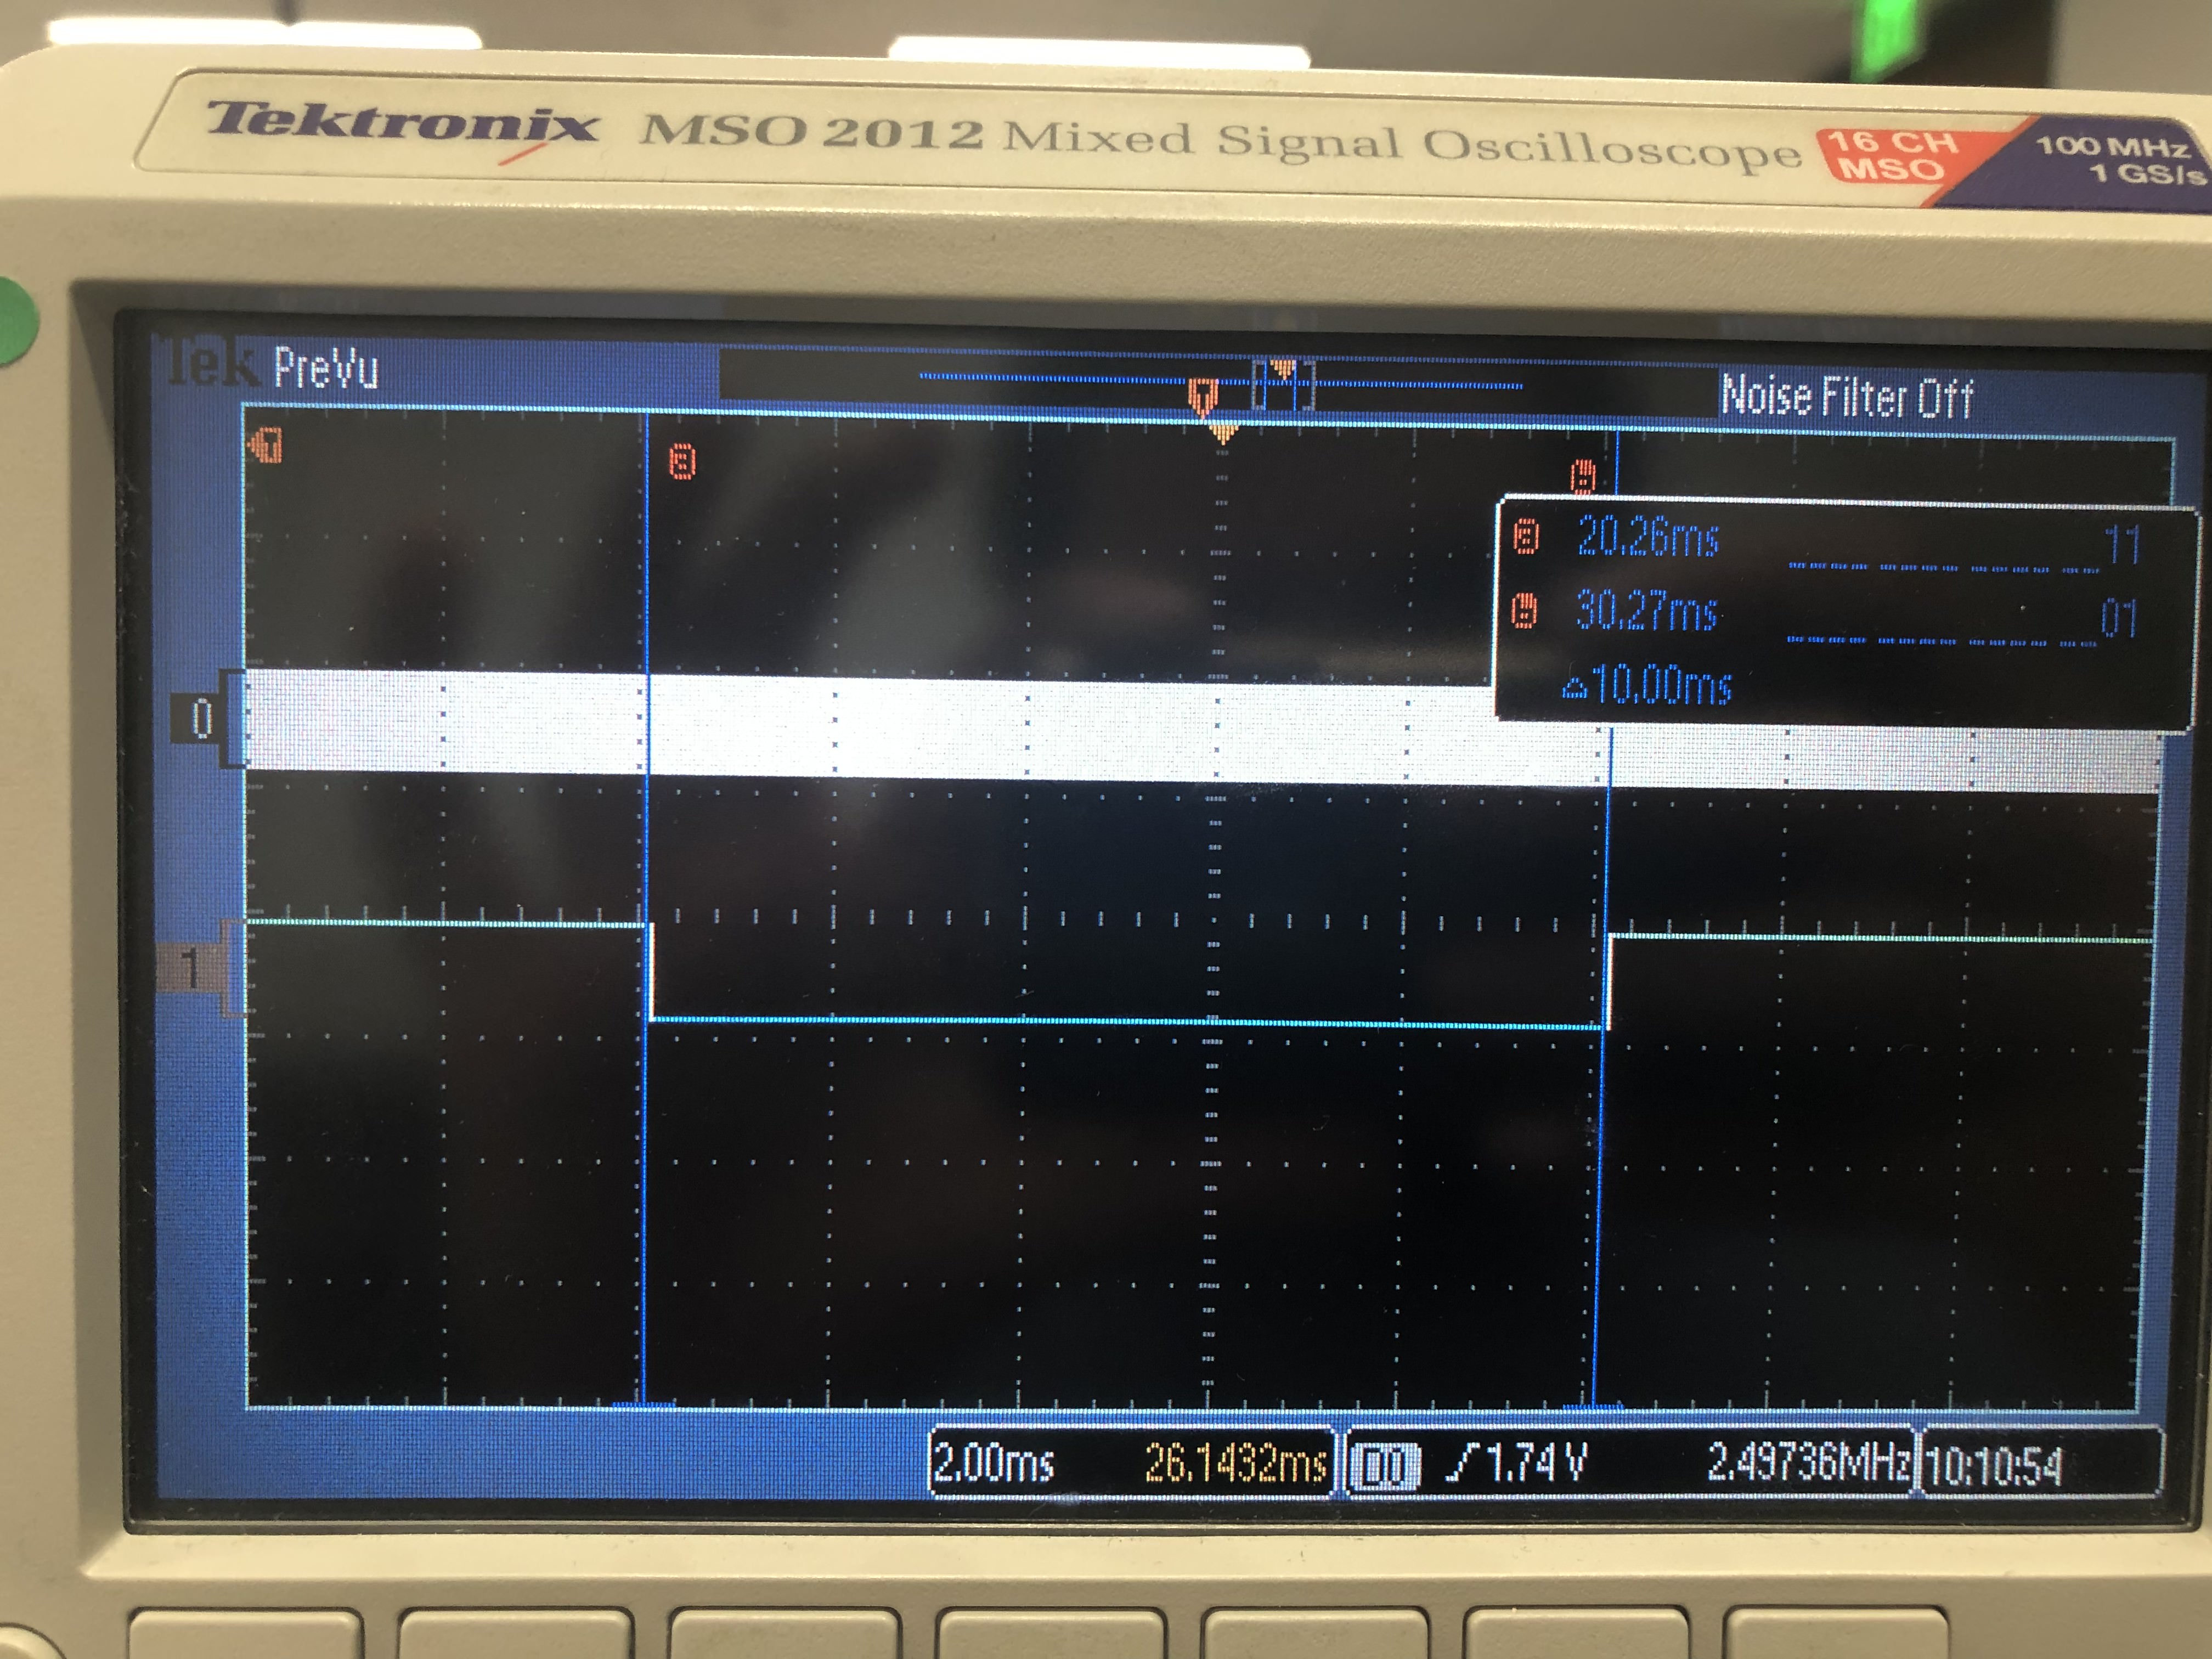 Tektronix MSO 2012 Mixed Signal Oscilloscope
16 CH
MSO
100 MHz
1 GS/s
Tek PreVu
Noise Filter Off
T
T
a
b
a 20.26ms 11
b 30.27ms 01
△10.00ms
0
1
2.00ms 26.1432ms
D0 1.74 V 2.49736MHz
10:10:54